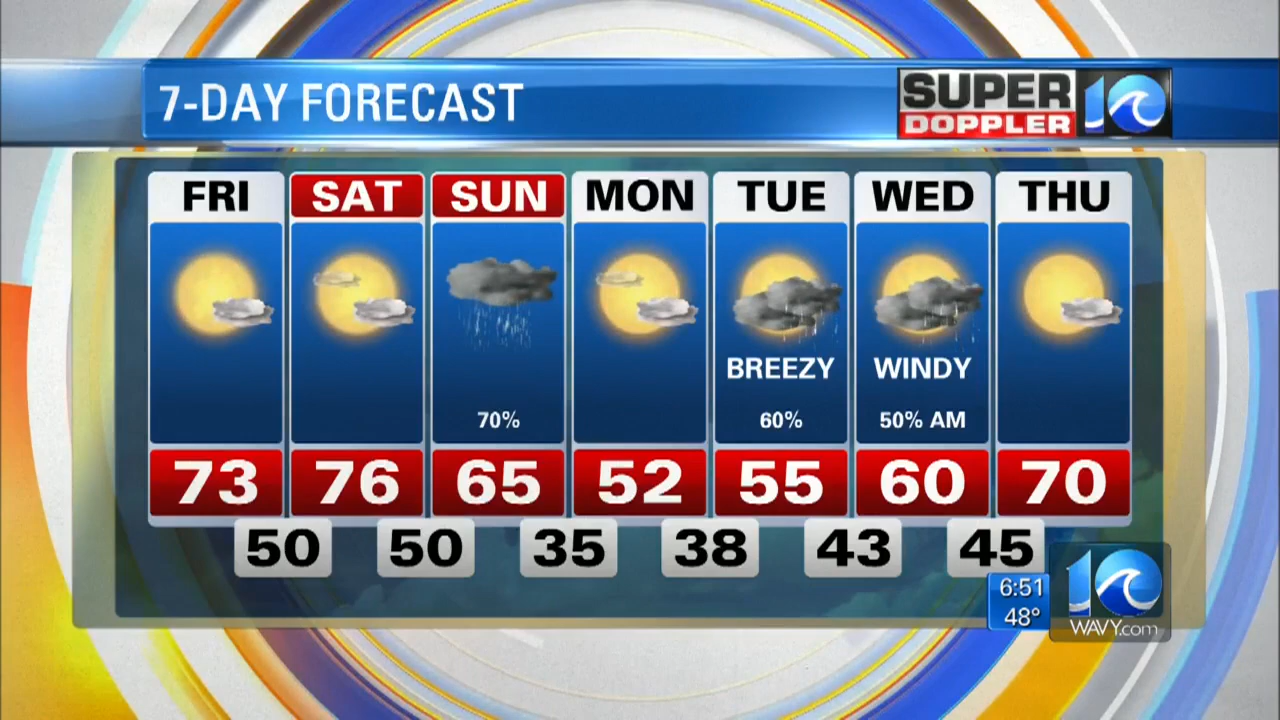 7-DAY FORECAST
SUPER
DOPPLER
10
FRI SAT SUN MON TUE WED THU
BREEZY WINDY
70% 60% 50% AM
73 76 65 52 55 60 70
50 50 35 38 43 45
6:51
48°
10
WAVY.com